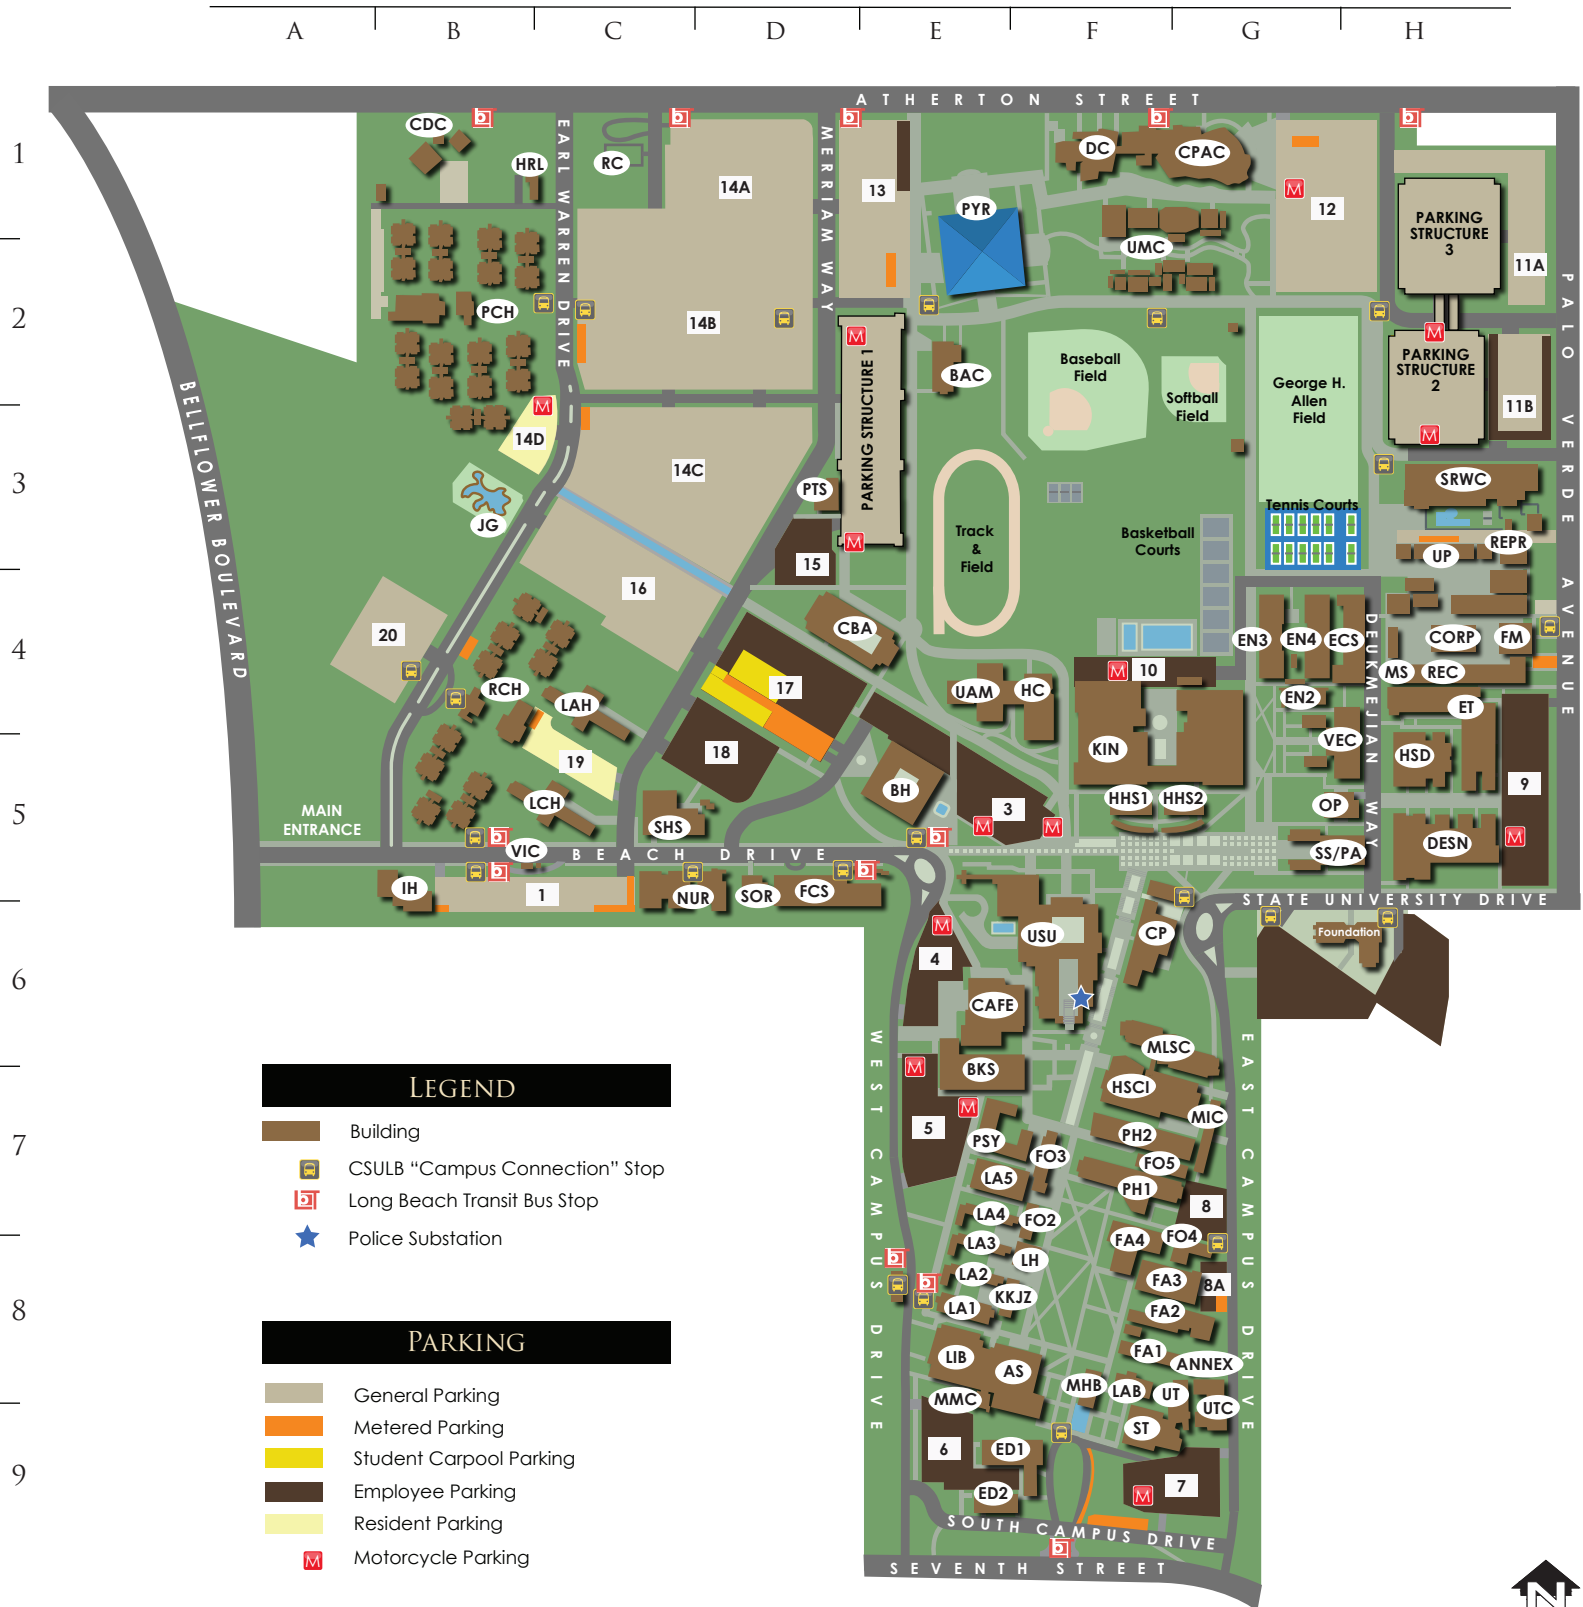 A B C D E F G H
1
2
3
4
5
6
7
8
9
ATHERTON STREET
EARL WARREN DRIVE
MERRIAM WAY
PALO VERDE AVENUE
BELLFLOWER BOULEVARD
DEUKMEJIAN WAY
BEACH DRIVE
STATE UNIVERSITY DRIVE
WEST CAMPUS DRIVE
EAST CAMPUS DRIVE
SOUTH CAMPUS DRIVE
SEVENTH STREET
MAIN
ENTRANCE
CDC
HRL
RC
14A
13
PYR
DC
CPAC
UMC
12
PARKING
STRUCTURE
3
11A
PCH
14B
PARKING STRUCTURE 1
BAC
Baseball
Field
Softball
Field
George H.
Allen
Field
PARKING
STRUCTURE
2
11B
14D
14C
JG
PTS
15
Track
&
Field
Basketball
Courts
Tennis Courts
SRWC
REPR
UP
16
20
CBA
EN3
EN4
ECS
CORP
FM
MS
REC
RCH
LAH
17
UAM
HC
10
EN2
ET
18
19
KIN
VEC
HSD
LCH
SHS
BH
3
HHS1
HHS2
OP
9
VIC
SS/PA
DESN
IH
1
NUR
SOR
FCS
USU
CP
Foundation
4
CAFE
MLSC
BKS
HSCI
MIC
5
PSY
FO3
PH2
FO5
LA5
PH1
8
LA4
FO2
LA3
LH
FA4
FO4
LA2
FA3
8A
LA1
KKJZ
FA2
LIB
AS
FA1
ANNEX
MMC
MHB
LAB
UT
UTC
ST
6
ED1
ED2
7
LEGEND
Building
CSULB “Campus Connection” Stop
Long Beach Transit Bus Stop
Police Substation
PARKING
General Parking
Metered Parking
Student Carpool Parking
Employee Parking
Resident Parking
M Motorcycle Parking
N